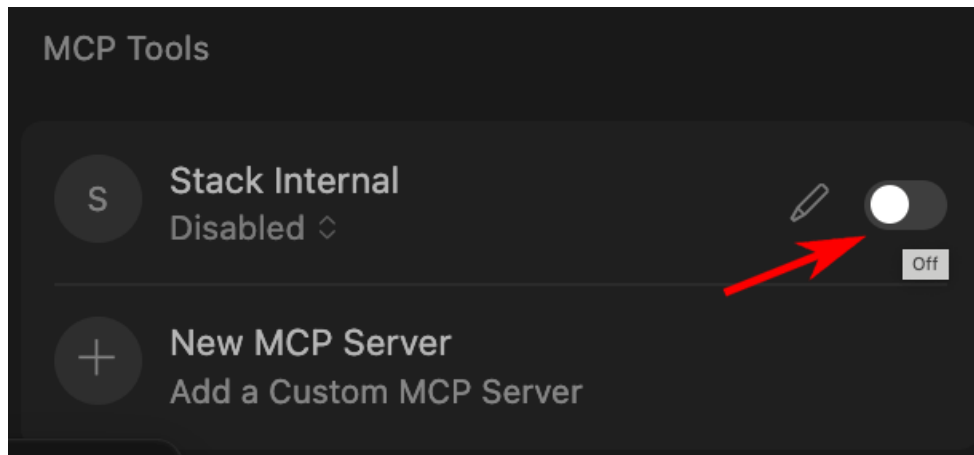 MCP Tools
S
Stack Internal
Disabled
Off
New MCP Server
Add a Custom MCP Server